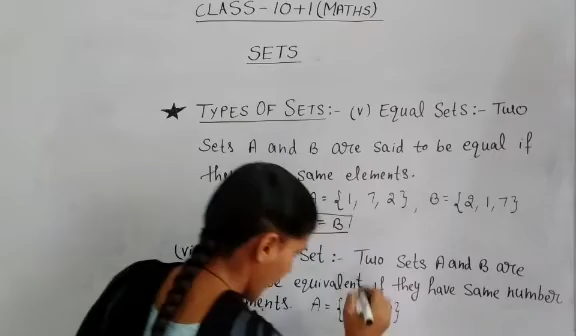 CLASS-10+1(MATHS)
SETS
★ TYPES OF SETS:- (v) Equal Sets:- Two
Sets A and B are said to be equal if
same elements.
= {1, 7, 2}, B = {2, 1, 7}
= B
Set:- Two Sets A and B are
equivalent if they have same number
A = {